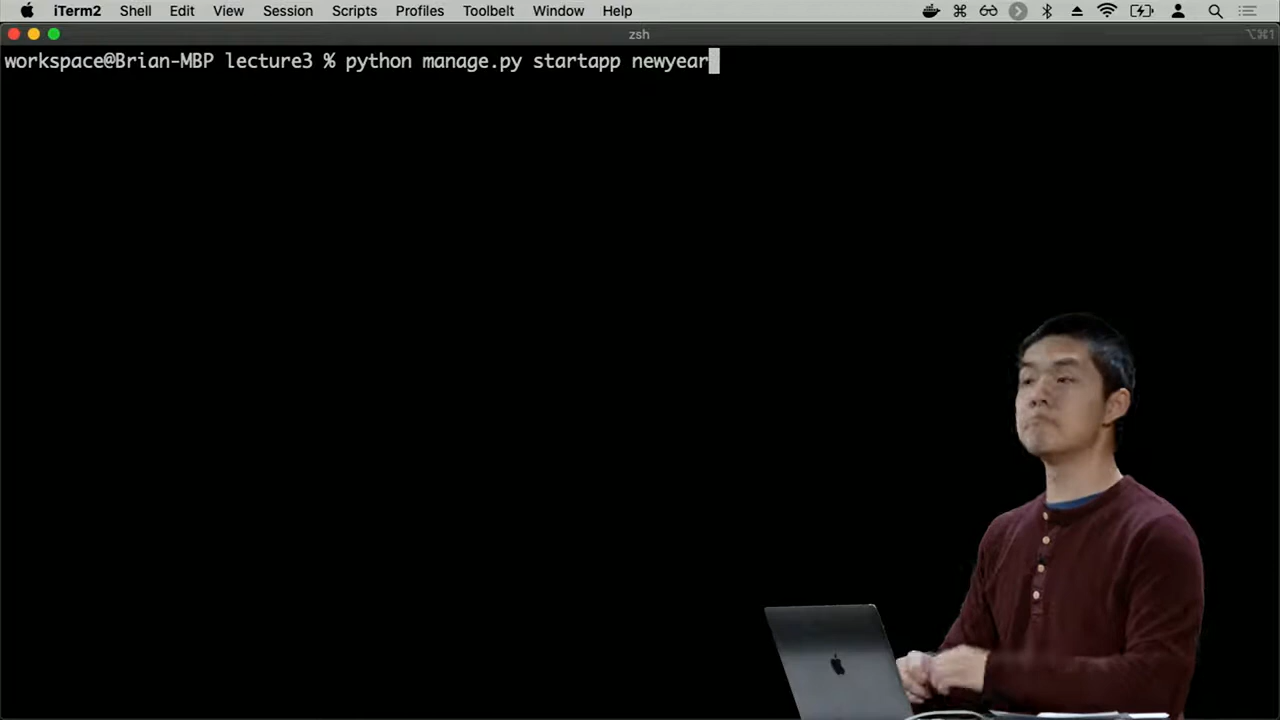 iTerm2 Shell Edit View Session Scripts Profiles Toolbelt Window Help
zsh
⌥⌘1
workspace@Brian-MBP lecture3 % python manage.py startapp newyear